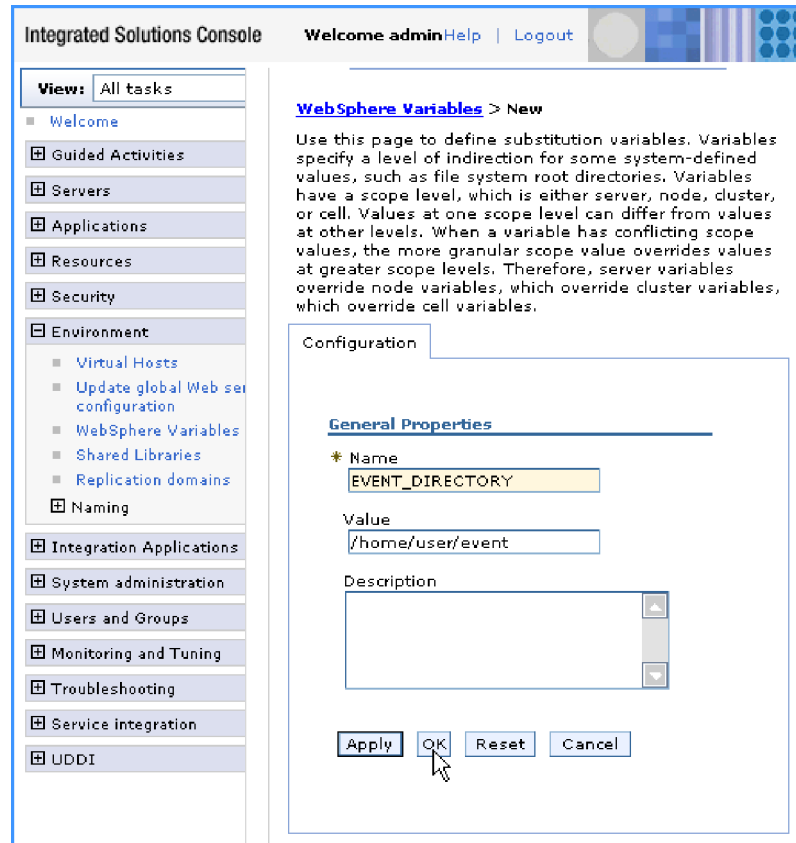 Integrated Solutions Console
Welcome adminHelp | Logout
View: All tasks
Welcome
Guided Activities
Servers
Applications
Resources
Security
Environment
Virtual Hosts
Update global Web ser
configuration
WebSphere Variables
Shared Libraries
Replication domains
Naming
Integration Applications
System administration
Users and Groups
Monitoring and Tuning
Troubleshooting
Service integration
UDDI
WebSphere Variables > New
Use this page to define substitution variables. Variables
specify a level of indirection for some system-defined
values, such as file system root directories. Variables
have a scope level, which is either server, node, cluster,
or cell. Values at one scope level can differ from values
at other levels. When a variable has conflicting scope
values, the more granular scope value overrides values
at greater scope levels. Therefore, server variables
override node variables, which override cluster variables,
which override cell variables.
Configuration
General Properties
* Name
EVENT_DIRECTORY
Value
/home/user/event
Description
Apply OK Reset Cancel